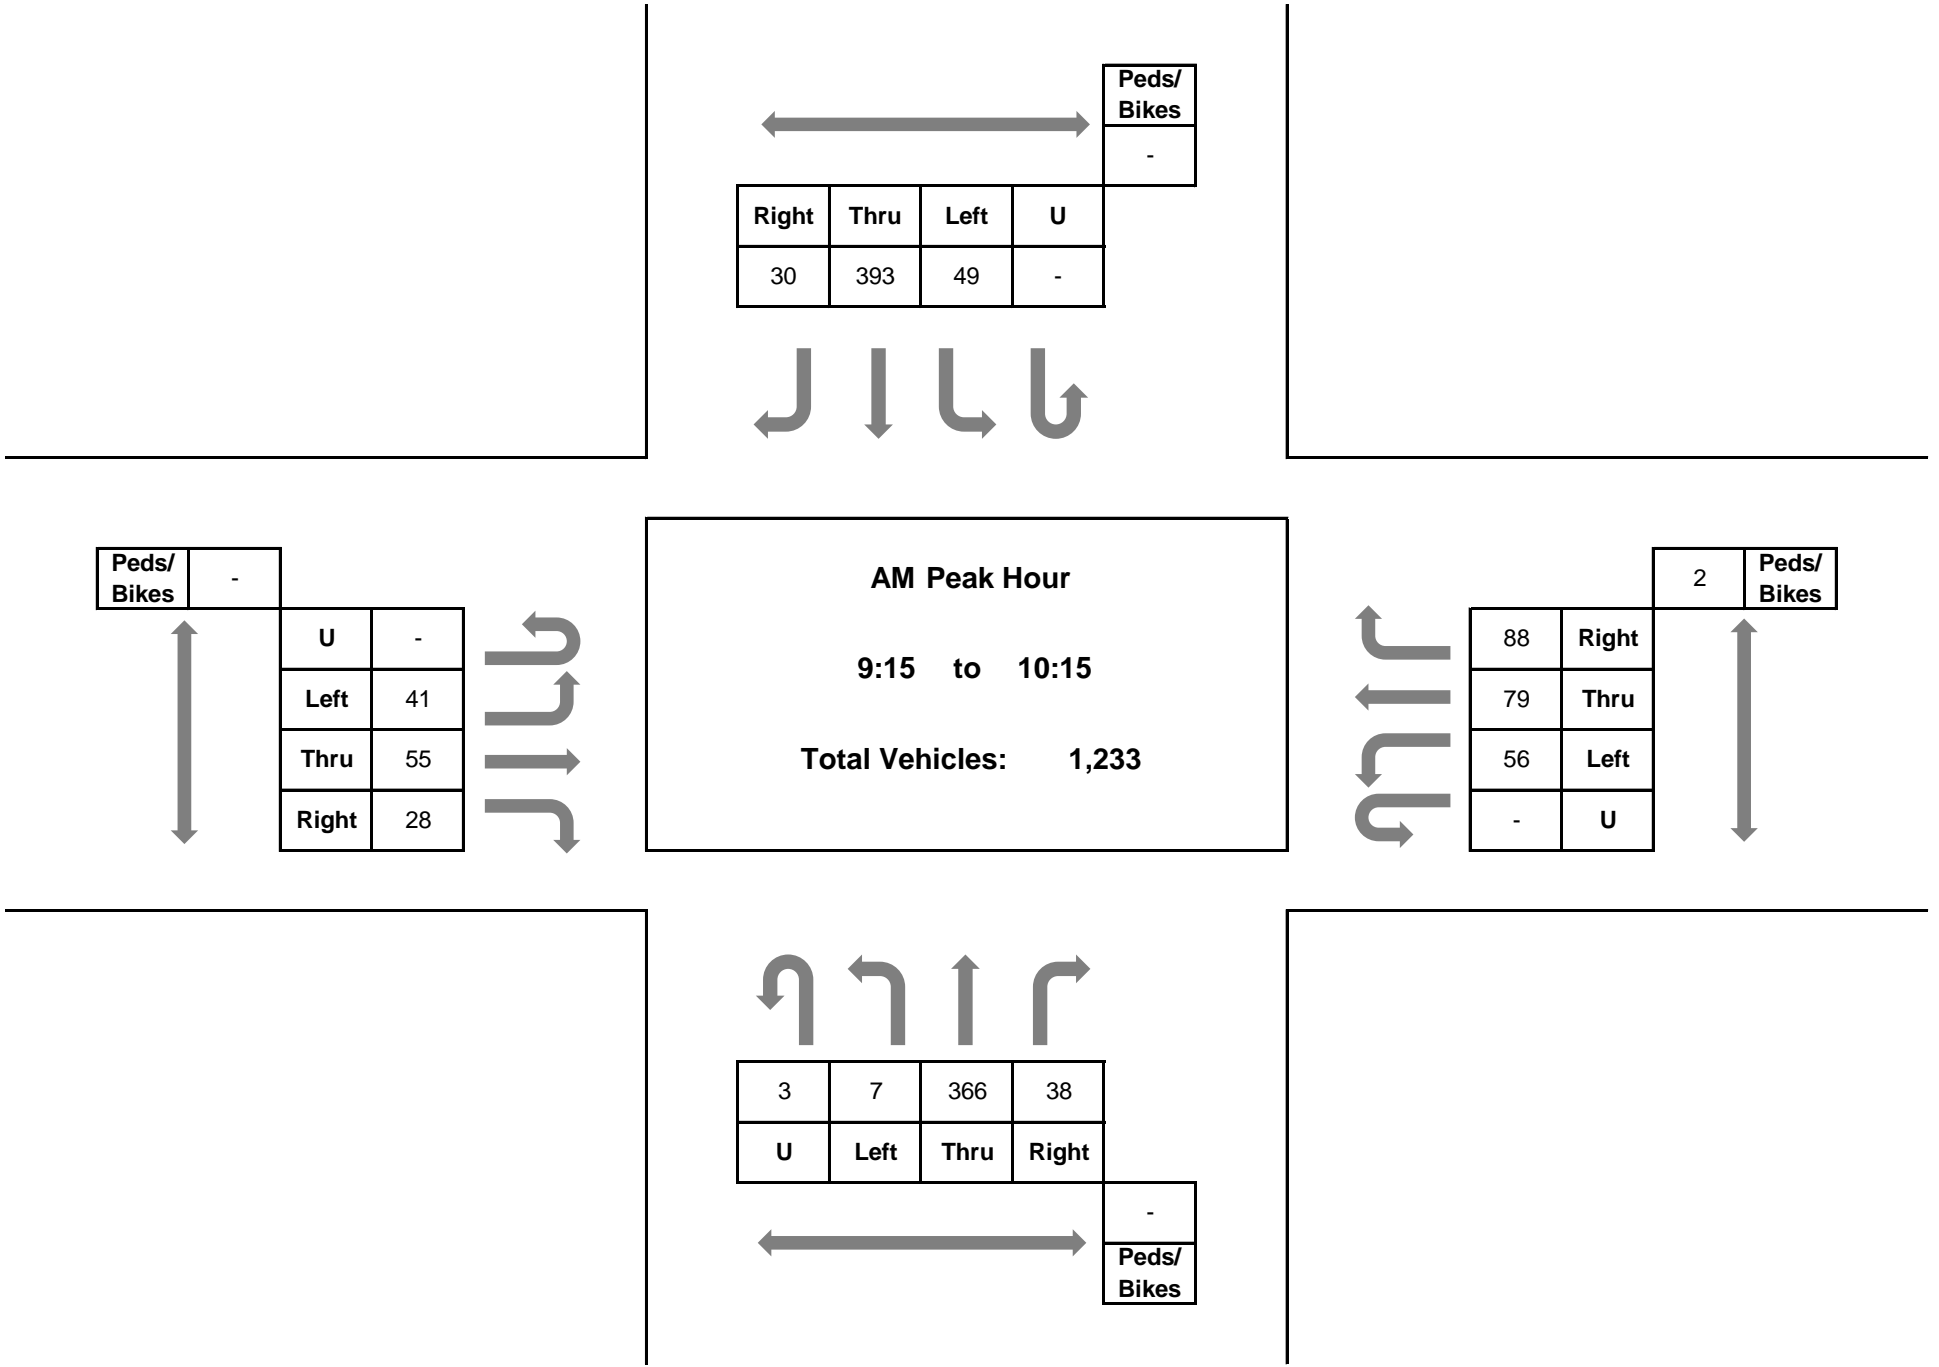 Peds/
Bikes
-
Right Thru Left U
30 393 49 -
Peds/
Bikes
-
U -
Left 41
Thru 55
Right 28
AM Peak Hour
9:15 to 10:15
Total Vehicles: 1,233
2
Peds/
Bikes
88 Right
79 Thru
56 Left
- U
3 7 366 38
U Left Thru Right
-
Peds/
Bikes